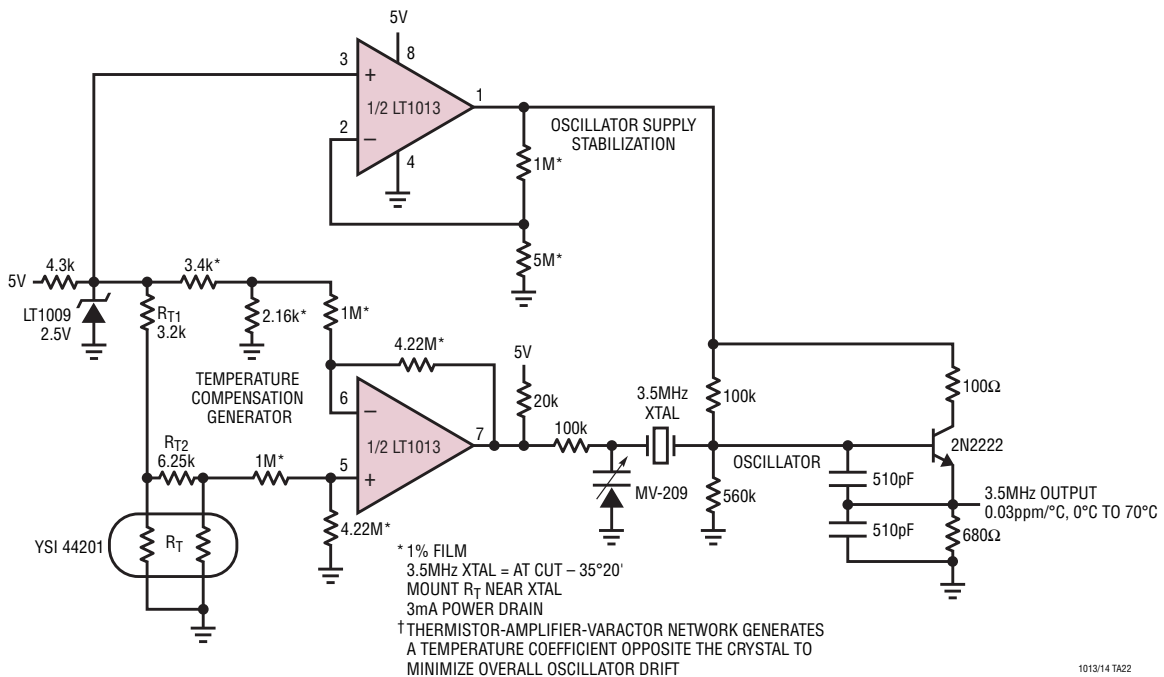 5V
8
3
+
1/2 LT1013
1
2
–
4
OSCILLATOR SUPPLY
STABILIZATION
1M*
5M*
5V
4.3k
3.4k*
LT1009
2.5V
RT1
3.2k
2.16k*
1M*
4.22M*
TEMPERATURE
COMPENSATION
GENERATOR
6
–
1/2 LT1013
7
5
+
5V
20k
100k
3.5MHz
XTAL
100k
100Ω
2N2222
RT2
6.25k
1M*
4.22M*
MV-209
OSCILLATOR
560k
510pF
510pF
3.5MHz OUTPUT
0.03ppm/°C, 0°C TO 70°C
680Ω
YSI 44201
RT
* 1% FILM
3.5MHz XTAL = AT CUT – 35°20'
MOUNT RT NEAR XTAL
3mA POWER DRAIN
† THERMISTOR-AMPLIFIER-VARACTOR NETWORK GENERATES
A TEMPERATURE COEFFICIENT OPPOSITE THE CRYSTAL TO
MINIMIZE OVERALL OSCILLATOR DRIFT
1013/14 TA22